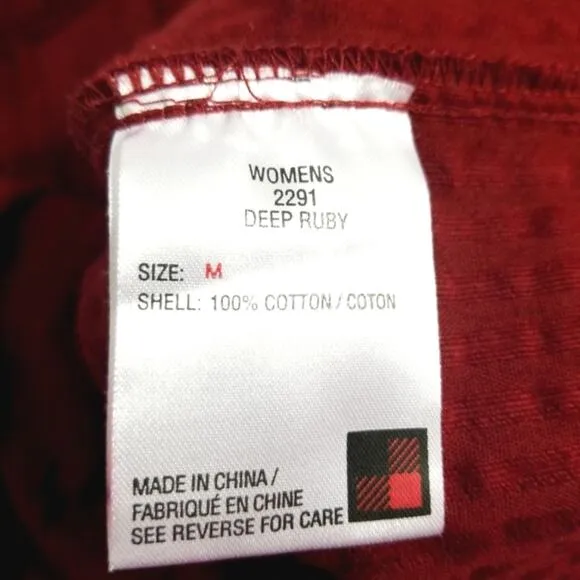 WOMENS
2291
DEEP RUBY
SIZE: M
SHELL: 100% COTTON / COTON
MADE IN CHINA /
FABRIQUÉ EN CHINE
SEE REVERSE FOR CARE